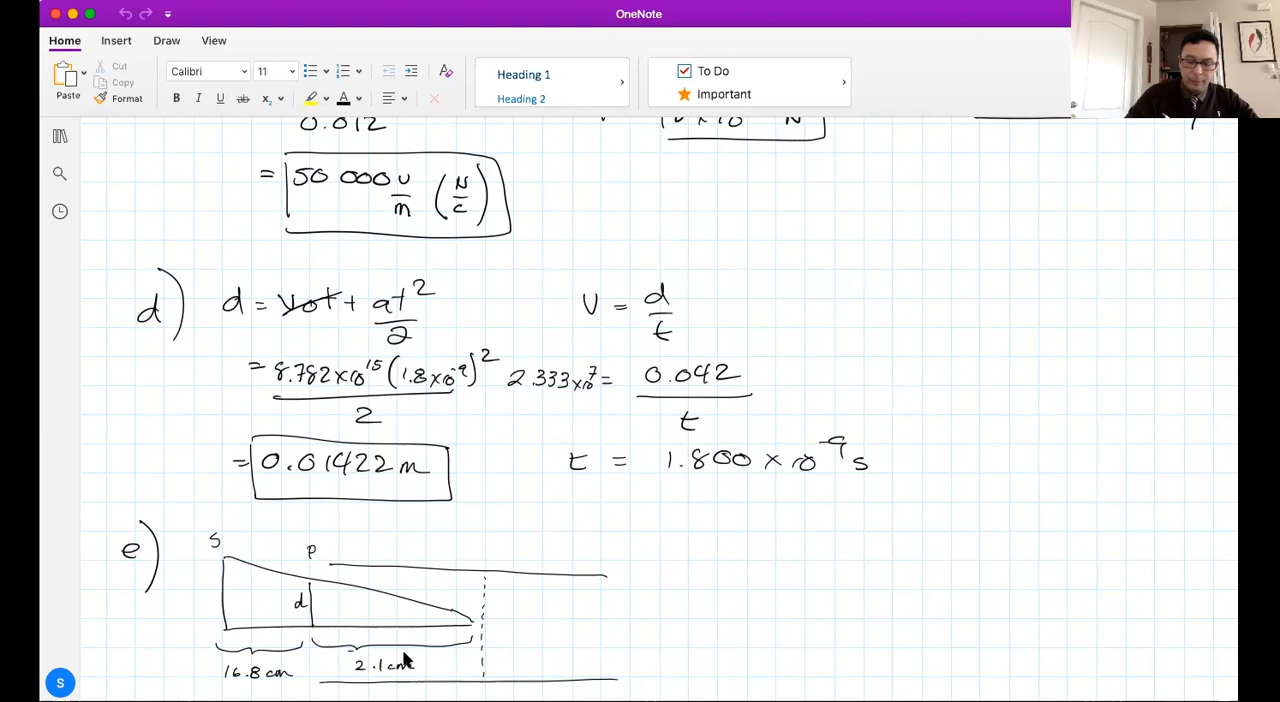 OneNote
Home Insert Draw View
Paste
Cut
Copy
Format
Calibri 11
B I U ab x₂ A
Heading 1
Heading 2
To Do
Important
0.012
= 50 000 V/m (N/C)
d) d = v₀t + at²/2
V = d/t
= 8.782×10¹⁵(1.8×10⁻⁹)²/2
2.333×10⁷ = 0.042/t
= 0.01422 m
t = 1.800 × 10⁻⁹ s
e)
S
P
d
16.8 cm
2.1 cm
S